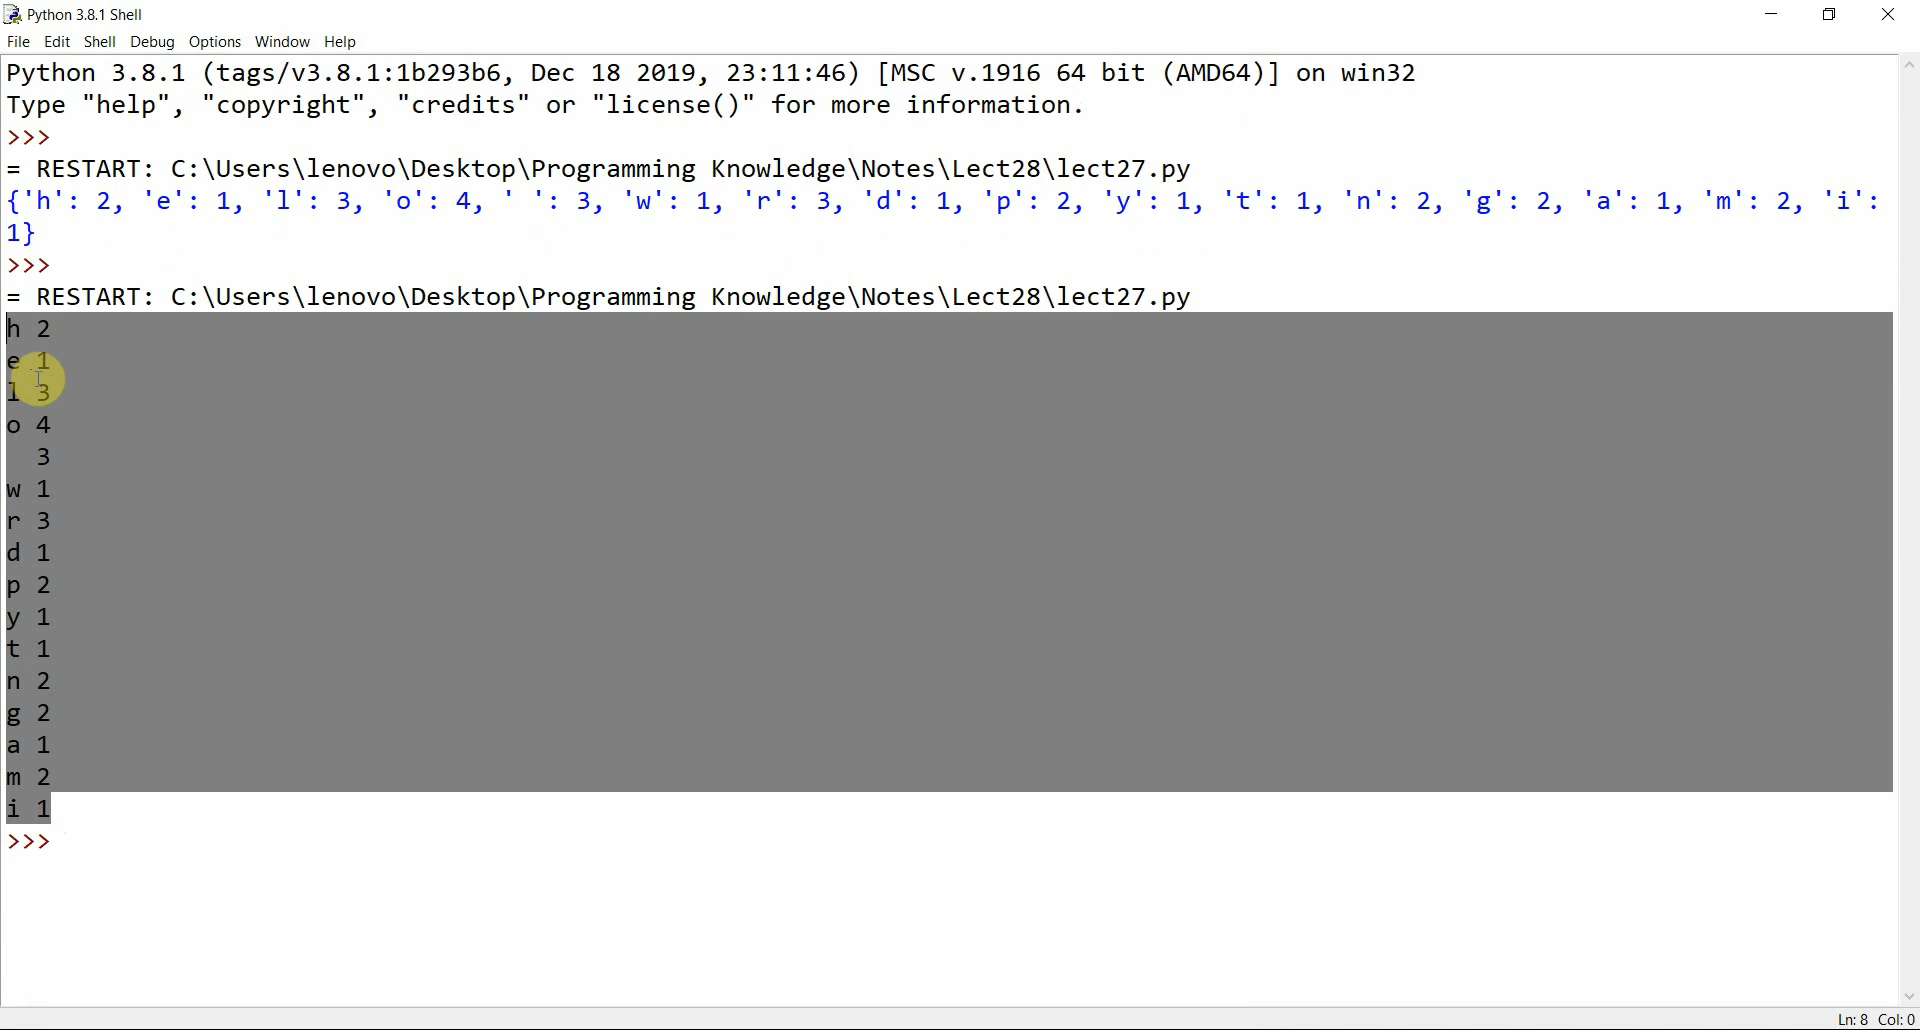 Python 3.8.1 Shell
File Edit Shell Debug Options Window Help
Python 3.8.1 (tags/v3.8.1:1b293b6, Dec 18 2019, 23:11:46) [MSC v.1916 64 bit (AMD64)] on win32
Type "help", "copyright", "credits" or "license()" for more information.
>>>
= RESTART: C:\Users\lenovo\Desktop\Programming Knowledge\Notes\Lect28\lect27.py
{'h': 2, 'e': 1, 'l': 3, 'o': 4, ' ': 3, 'w': 1, 'r': 3, 'd': 1, 'p': 2, 'y': 1, 't': 1, 'n': 2, 'g': 2, 'a': 1, 'm': 2, 'i':
1}
>>>
= RESTART: C:\Users\lenovo\Desktop\Programming Knowledge\Notes\Lect28\lect27.py
h 2
e 1
l 3
o 4
  3
w 1
r 3
d 1
p 2
y 1
t 1
n 2
g 2
a 1
m 2
i 1
>>>
Ln: 8 Col: 0